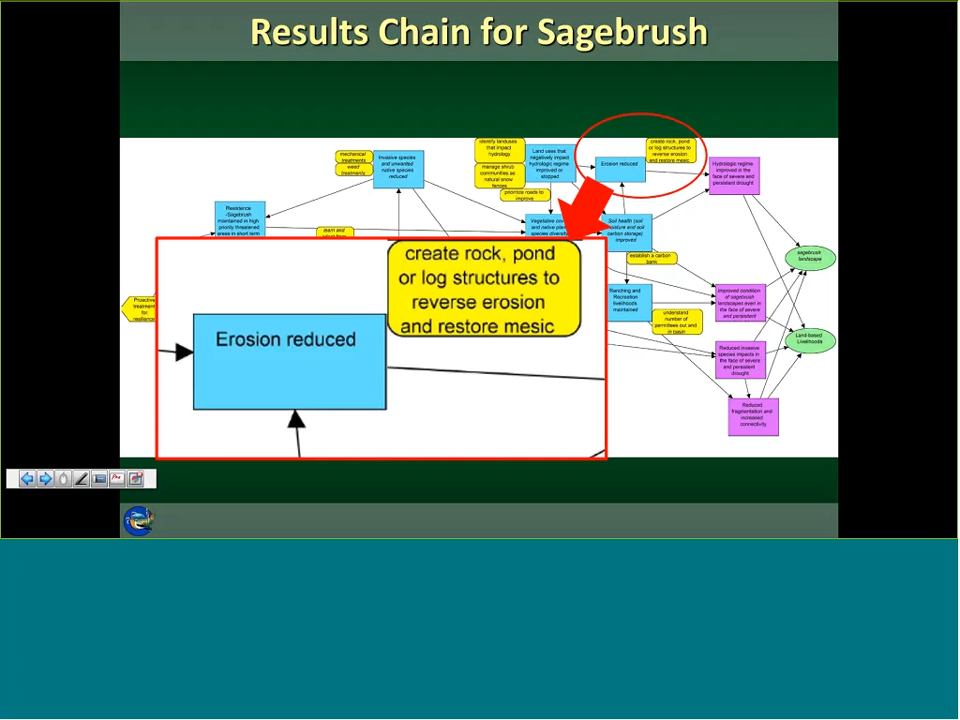 Results Chain for Sagebrush
mechanical
treatments
weed
treatments
Invasive species
and unwanted
native species
reduced
identify landuses
that impact
hydrology
manage shrub
communities as
natural snow
fences
Land uses that
negatively impact
hydrologic regime
improved or
stopped
prioritize roads to
improve
Erosion reduced
create rock, pond
or log structures to
reverse erosion
and restore mesic
Hydrologic regime
improved in the
face of severe and
persistent drought
Resistence
-Sagebrush
maintained in high
priority threatened
areas in short term
Vegetative
and native plant
species diversity
Soil health (soil
moisture and soil
carbon storage)
improved
establish a carbon
bank
sagebrush
landscape
Proactive
treatment
for
resilience
create rock, pond
or log structures to
reverse erosion
and restore mesic
Erosion reduced
Ranching and
Recreation
livelihoods
maintained
understand
number of
permittees out and
in basin
Improved condition
of sagebrush
landscapes even in
the face of severe
and persistent
Land-based
Livelihoods
Reduced invasive
species impacts in
the face of severe
and persistent
drought
Reduced
fragmentation and
increased
connectivity